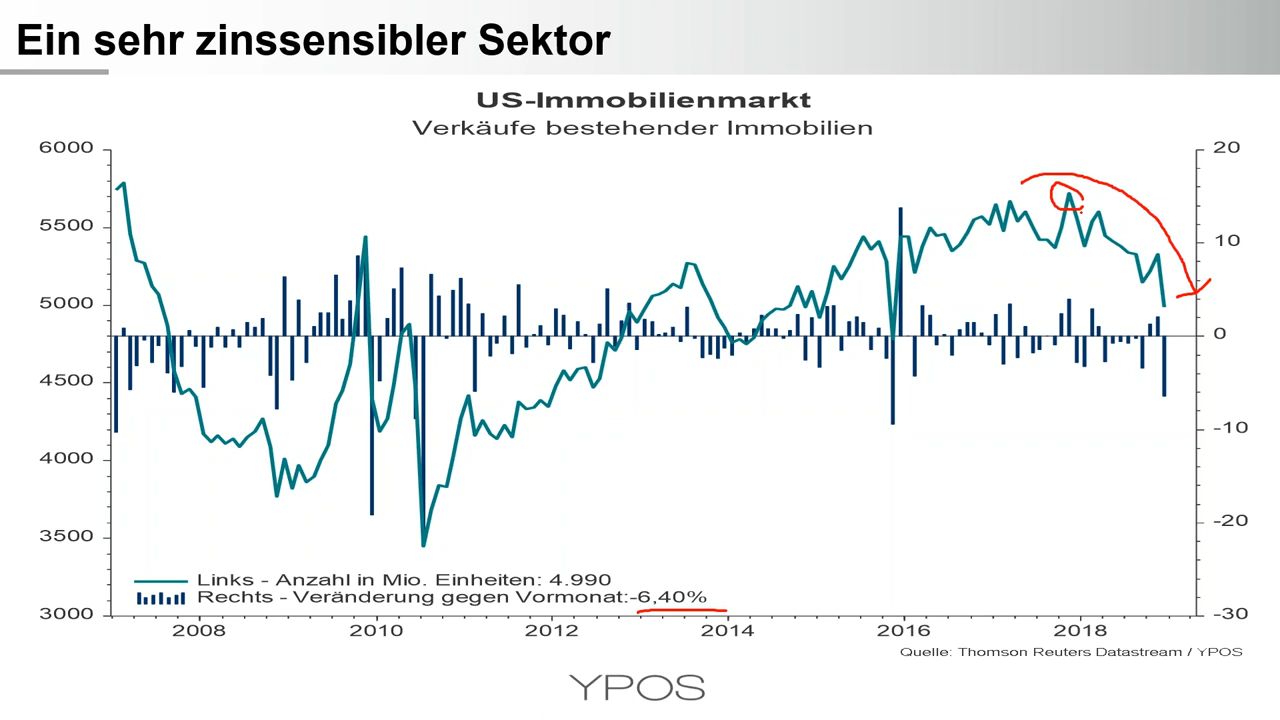 Ein sehr zinssensibler Sektor
US-Immobilienmarkt
Verkäufe bestehender Immobilien
6000
5500
5000
4500
4000
3500
3000
20
10
0
-10
-20
-30
Links - Anzahl in Mio. Einheiten: 4.990
Rechts - Veränderung gegen Vormonat:-6,40%
2008 2010 2012 2014 2016 2018
Quelle: Thomson Reuters Datastream / YPOS
YPOS